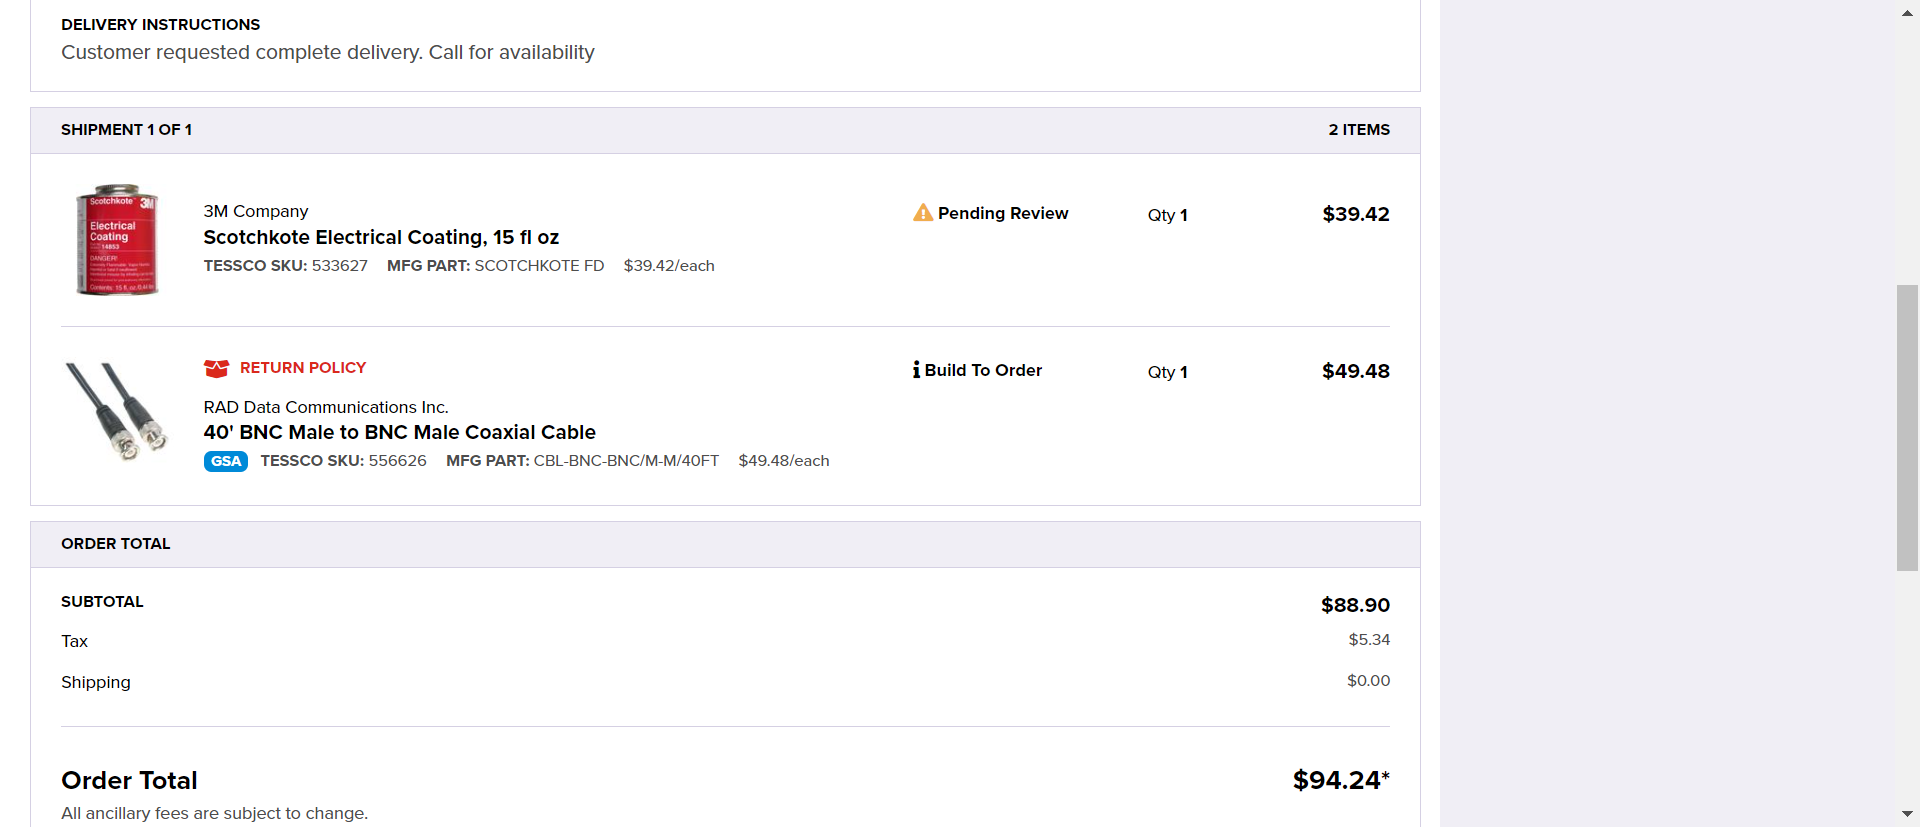 DELIVERY INSTRUCTIONS
Customer requested complete delivery. Call for availability
SHIPMENT 1 OF 1
2 ITEMS
Scotchkote
3M
Electrical
Coating
14853
DANGER!
Contents: 15 fl. oz.
3M Company
Scotchkote Electrical Coating, 15 fl oz
TESSCO SKU: 533627 MFG PART: SCOTCHKOTE FD $39.42/each
Pending Review
Qty 1
$39.42
RETURN POLICY
RAD Data Communications Inc.
40' BNC Male to BNC Male Coaxial Cable
GSA TESSCO SKU: 556626 MFG PART: CBL-BNC-BNC/M-M/40FT $49.48/each
Build To Order
Qty 1
$49.48
ORDER TOTAL
SUBTOTAL $88.90
Tax $5.34
Shipping $0.00
Order Total $94.24*
All ancillary fees are subject to change.